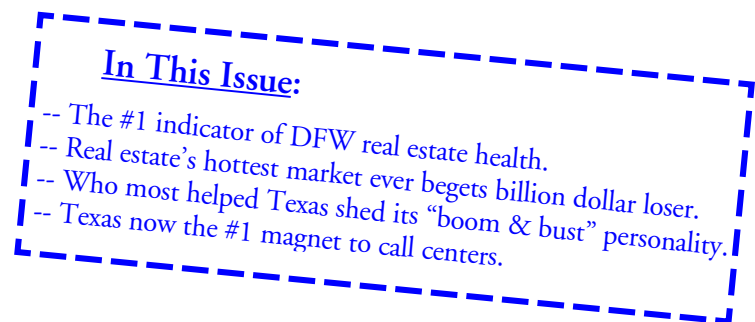 In This Issue:
-- The #1 indicator of DFW real estate health.
-- Real estate’s hottest market ever begets billion dollar loser.
-- Who most helped Texas shed its “boom & bust” personality.
-- Texas now the #1 magnet to call centers.